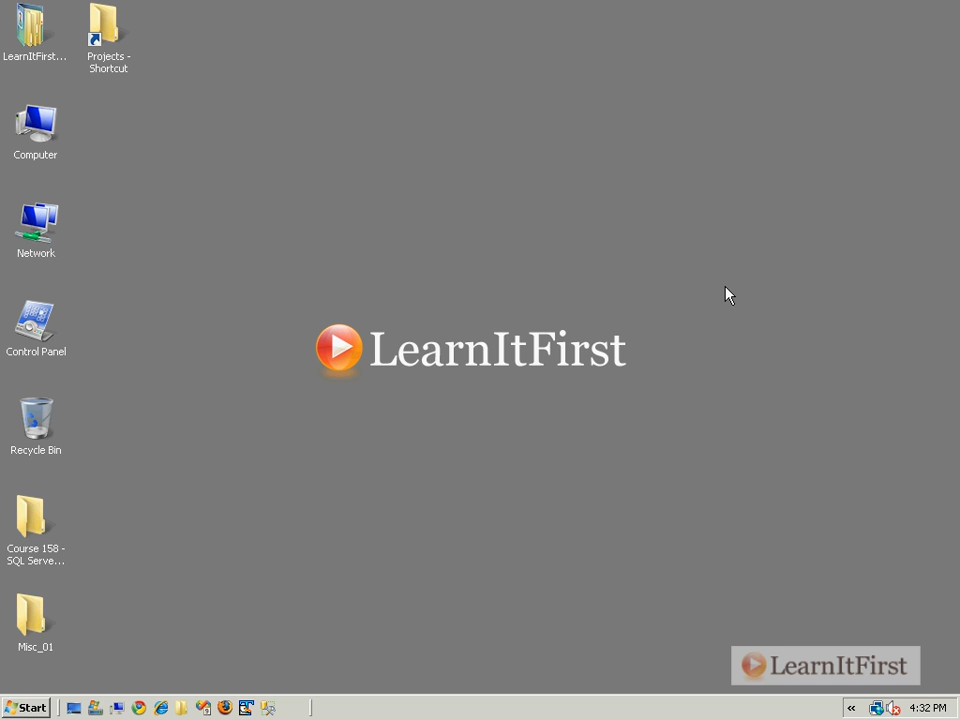 LearnItFirst...
Projects -
Shortcut
Computer
Network
Control Panel
Recycle Bin
Course 158 -
SQL Serve...
Misc_01
LearnItFirst
LearnItFirst
Start
«
4:32 PM